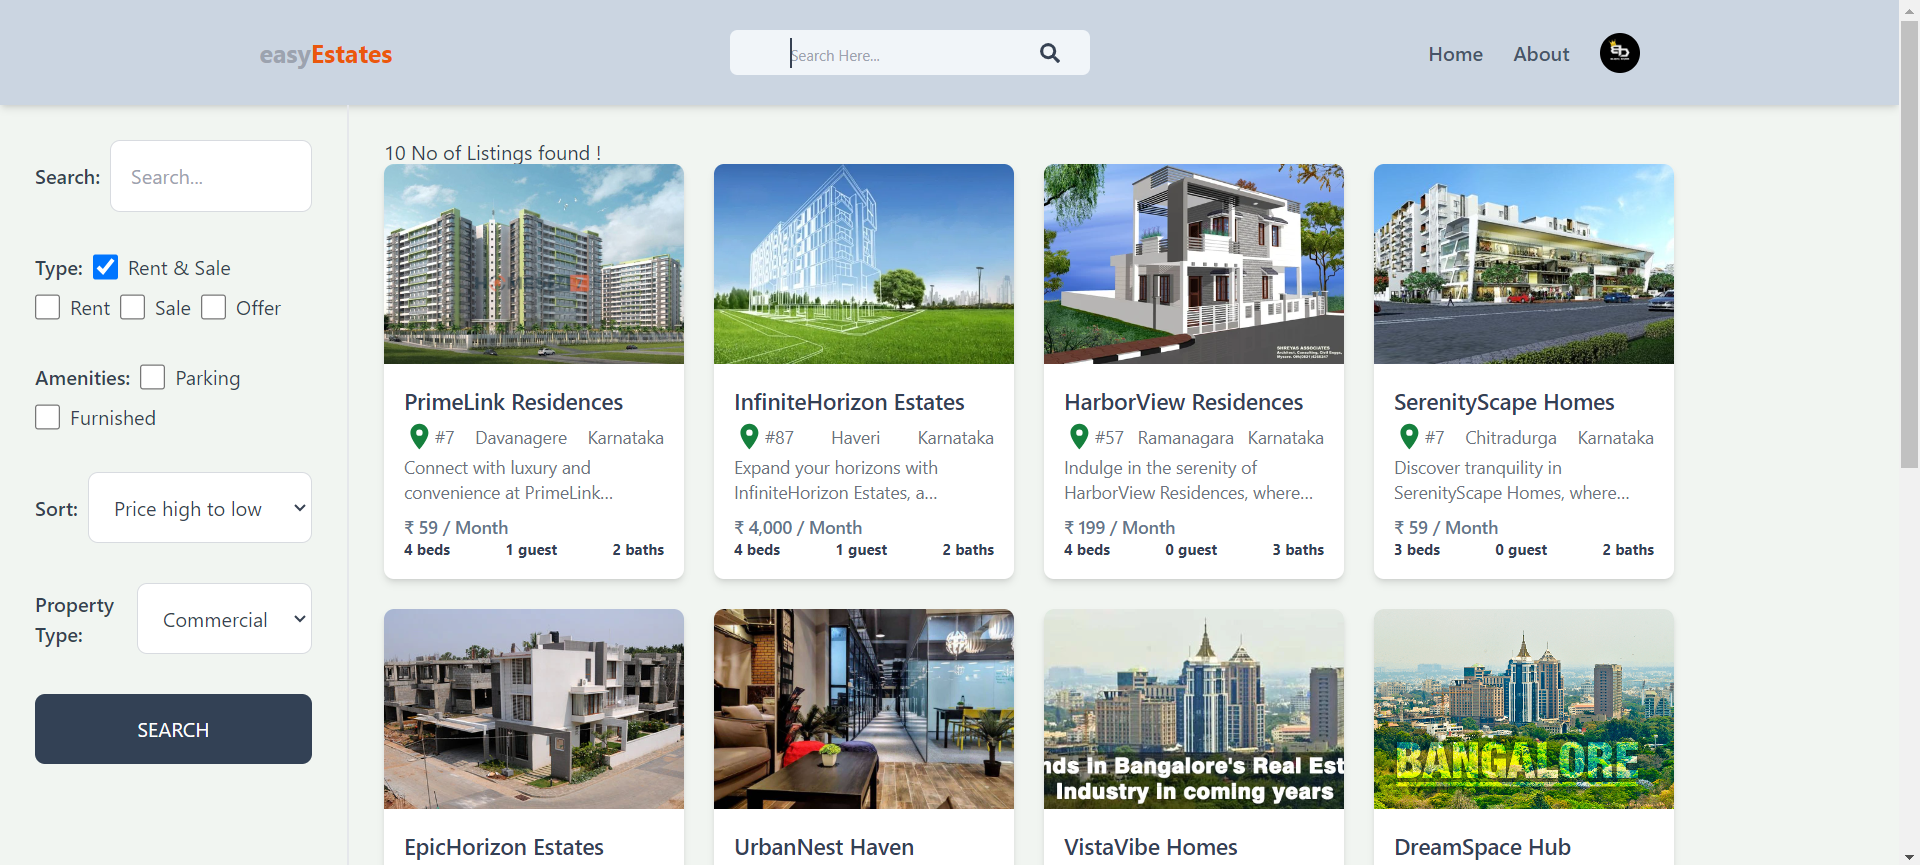 easyEstates
Search Here...
Home
About
Search:
Search...
Type:
Rent & Sale
Rent
Sale
Offer
Amenities:
Parking
Furnished
Sort:
Price high to low
Property
Type:
Commercial
SEARCH
10 No of Listings found !
SHREYAS ASSOCIATES
PrimeLink Residences
#7 Davanagere Karnataka
Connect with luxury and
convenience at PrimeLink...
₹ 59 / Month
4 beds 1 guest 2 baths
InfiniteHorizon Estates
#87 Haveri Karnataka
Expand your horizons with
InfiniteHorizon Estates, a...
₹ 4,000 / Month
4 beds 1 guest 2 baths
HarborView Residences
#57 Ramanagara Karnataka
Indulge in the serenity of
HarborView Residences, where...
₹ 199 / Month
4 beds 0 guest 3 baths
SerenityScape Homes
#7 Chitradurga Karnataka
Discover tranquility in
SerenityScape Homes, where...
₹ 59 / Month
3 beds 0 guest 2 baths
EpicHorizon Estates
UrbanNest Haven
nds in Bangalore's Real Est
Industry in coming years
VistaVibe Homes
BANGALORE
DreamSpace Hub